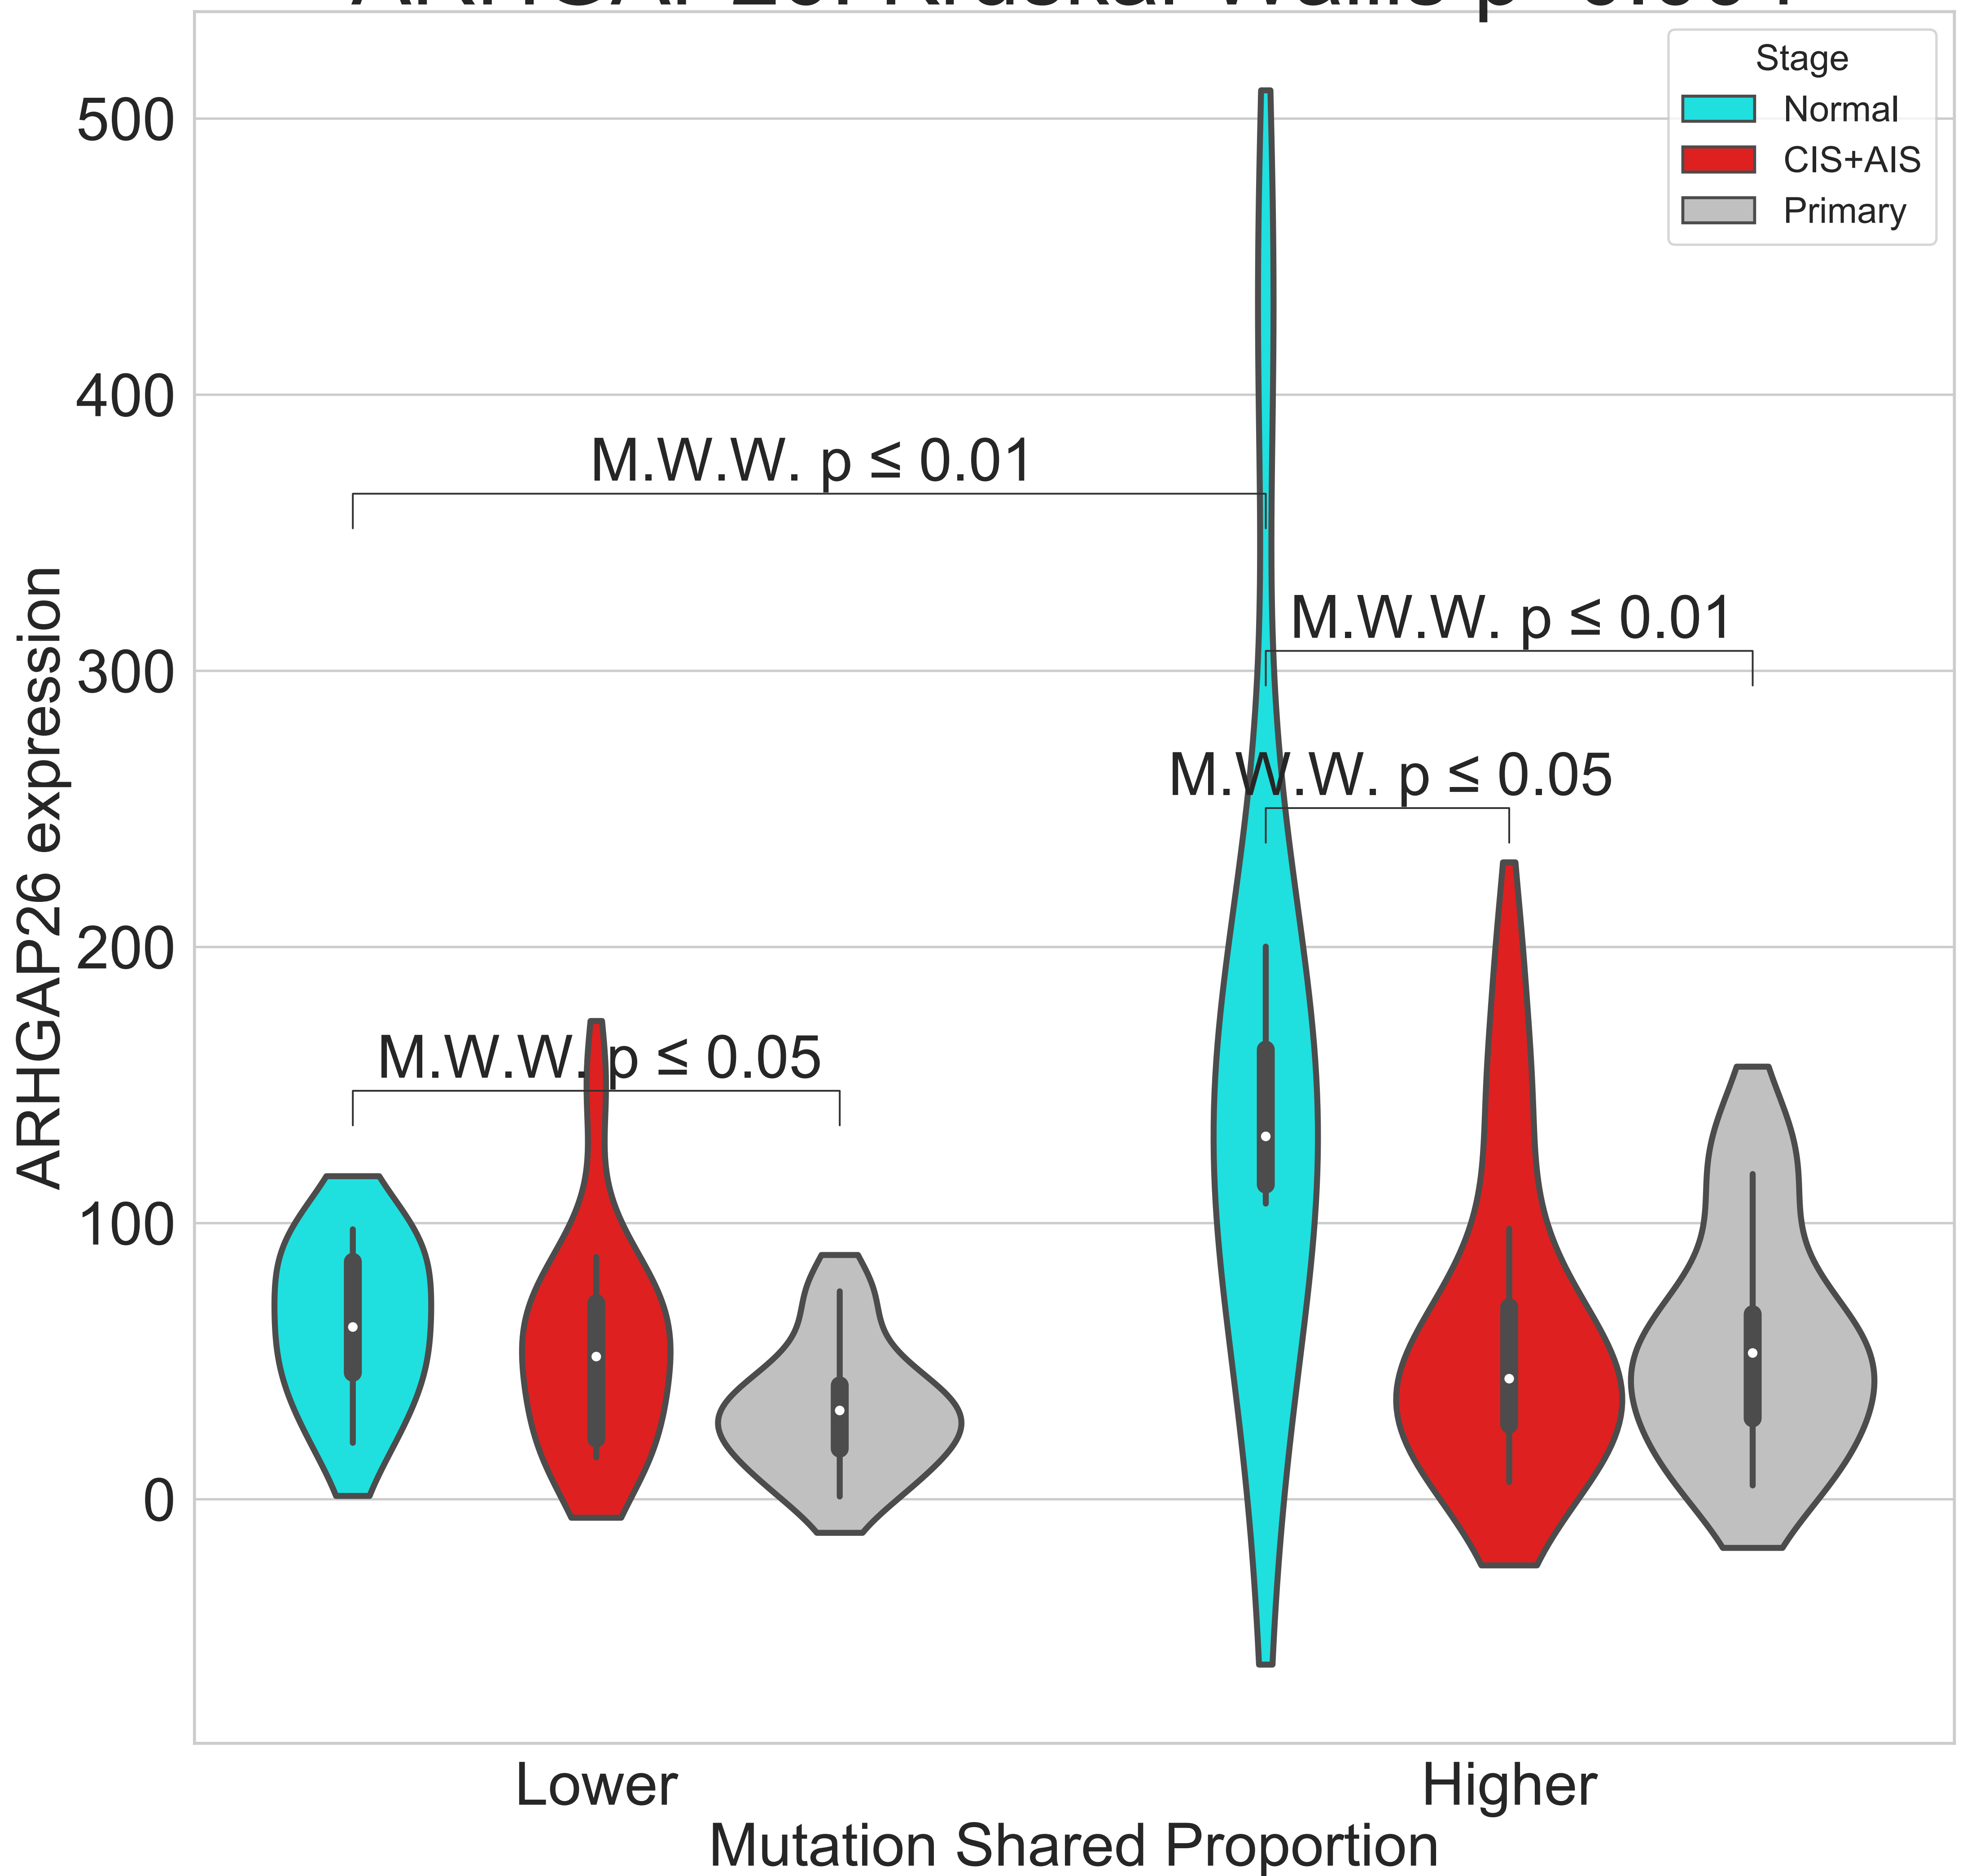 Stage
Normal
CIS+AIS
Primary
500
400
300
200
100
0
ARHGAP26 expression
M.W.W. p ≤ 0.01
M.W.W. p ≤ 0.01
M.W.W. p ≤ 0.05
M.W.W. p ≤ 0.05
Lower
Higher
Mutation Shared Proportion